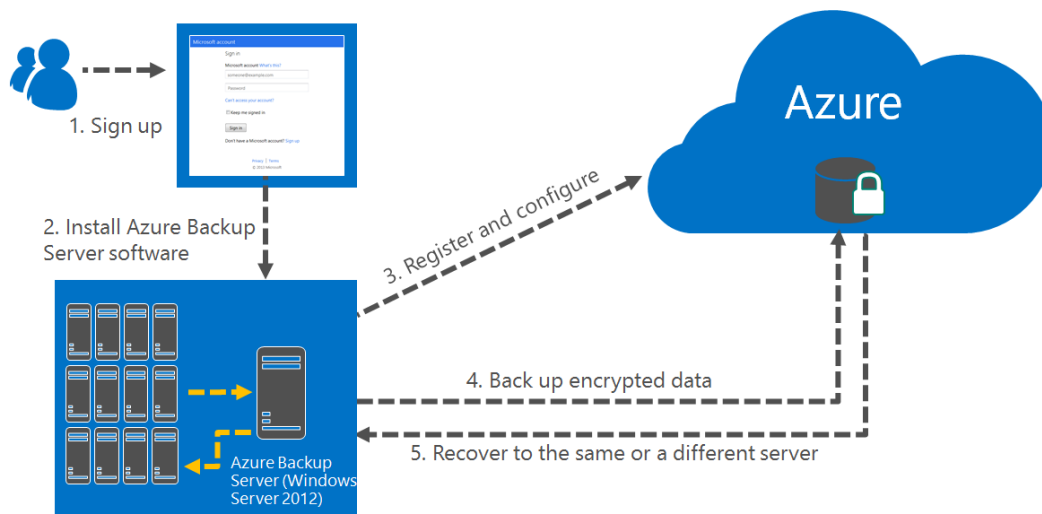 1. Sign up
Microsoft account
Sign in
Microsoft account What's this?
someone@example.com
Password
Can't access your account?
Keep me signed in
Sign in
Don't have a Microsoft account? Sign up
Privacy | Terms
© 2012 Microsoft
Azure
2. Install Azure Backup
Server software
3. Register and configure
4. Back up encrypted data
5. Recover to the same or a different server
Azure Backup
Server (Windows
Server 2012)